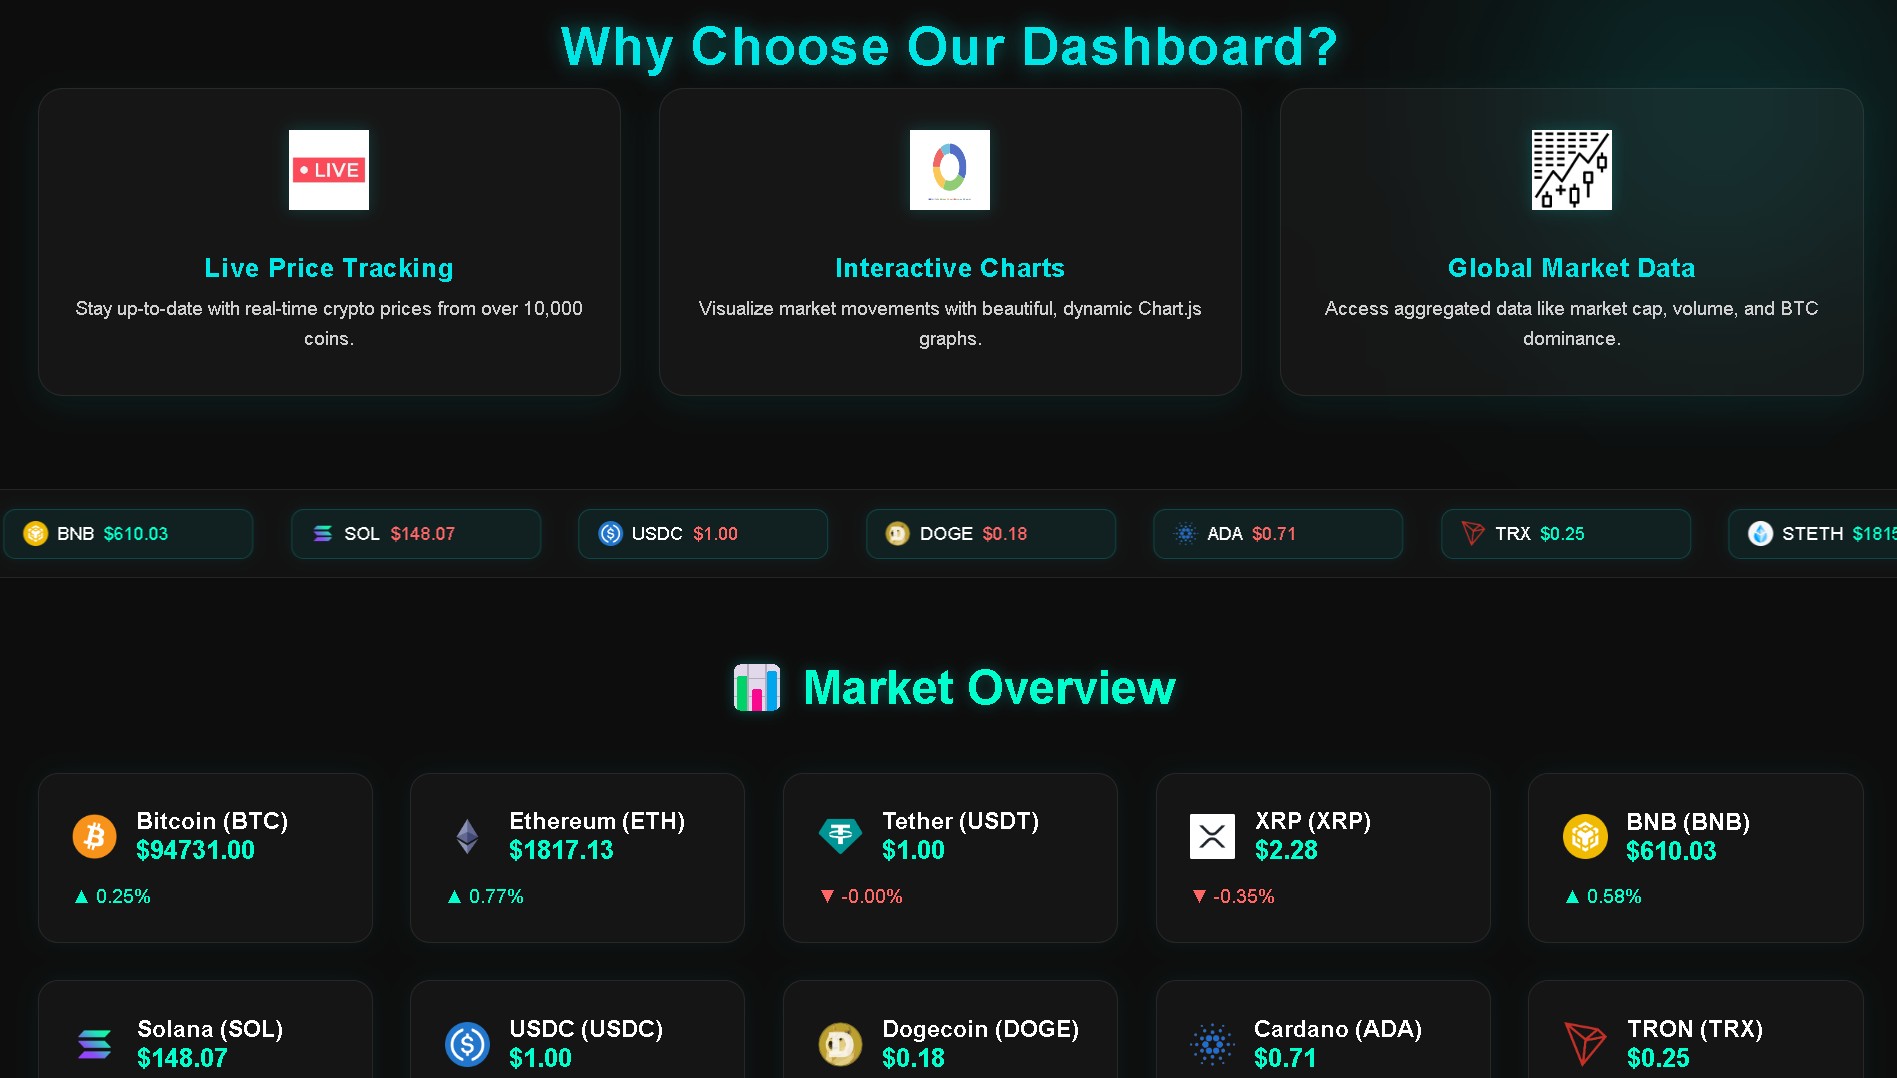 Why Choose Our Dashboard?
LIVE
Live Price Tracking
Stay up-to-date with real-time crypto prices from over 10,000
coins.
Interactive Charts
Visualize market movements with beautiful, dynamic Chart.js
graphs.
Global Market Data
Access aggregated data like market cap, volume, and BTC
dominance.
BNB $610.03
SOL $148.07
USDC $1.00
DOGE $0.18
ADA $0.71
TRX $0.25
STETH $1815
Market Overview
Bitcoin (BTC)
$94731.00
▲ 0.25%
Ethereum (ETH)
$1817.13
▲ 0.77%
Tether (USDT)
$1.00
▼ -0.00%
XRP (XRP)
$2.28
▼ -0.35%
BNB (BNB)
$610.03
▲ 0.58%
Solana (SOL)
$148.07
USDC (USDC)
$1.00
Dogecoin (DOGE)
$0.18
Cardano (ADA)
$0.71
TRON (TRX)
$0.25